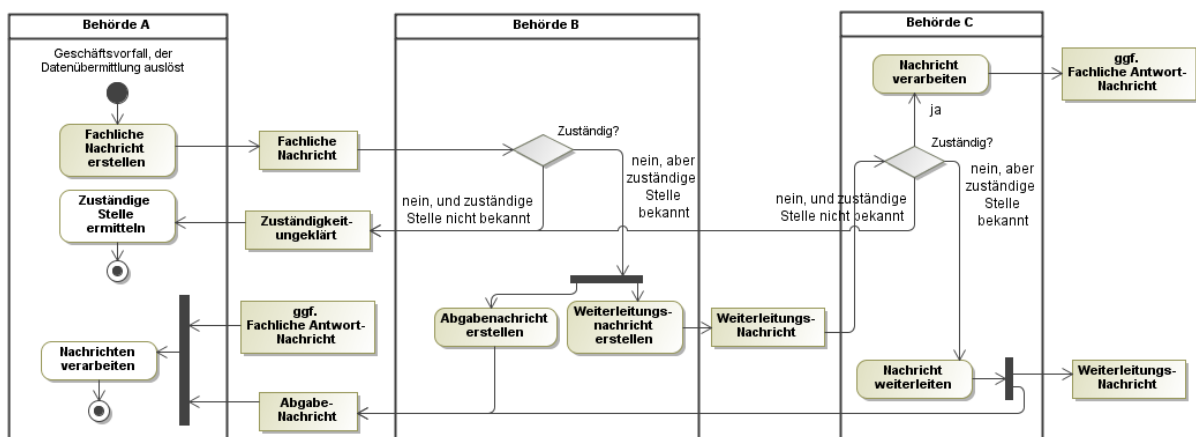 Behörde A
Behörde B
Behörde C
Geschäftsvorfall, der
Datenübermittlung auslöst
Fachliche
Nachricht
erstellen
Fachliche
Nachricht
Zuständig?
nein, aber
zuständige
Stelle
bekannt
nein, und zuständige
Stelle nicht bekannt
Zuständige
Stelle
ermitteln
Zuständigkeit-
ungeklärt
Nachricht
verarbeiten
ggf.
Fachliche Antwort-
Nachricht
ja
Zuständig?
nein, aber
zuständige
Stelle
bekannt
nein, und zuständige
Stelle nicht bekannt
ggf.
Fachliche Antwort-
Nachricht
Nachrichten
verarbeiten
Abgabe-
Nachricht
Abgabenachricht
erstellen
Weiterleitungs-
nachricht
erstellen
Weiterleitungs-
Nachricht
Nachricht
weiterleiten
Weiterleitungs-
Nachricht